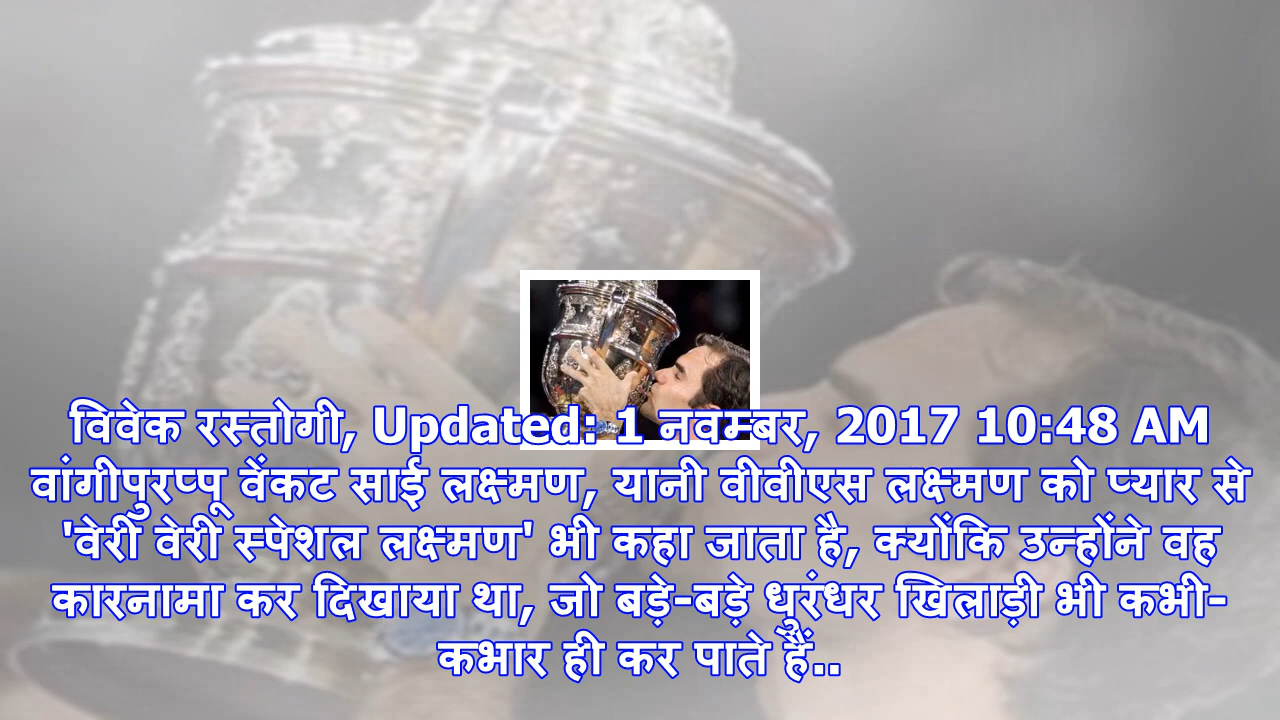 विवेक रस्तोगी, Updated: 1 नवम्बर, 2017 10:48 AM
वांगीपुरप्पू वेंकट साई लक्ष्मण, यानी वीवीएस लक्ष्मण को प्यार से
'वेरी वेरी स्पेशल लक्ष्मण' भी कहा जाता है, क्योंकि उन्होंने वह
कारनामा कर दिखाया था, जो बड़े-बड़े धुरंधर खिलाड़ी भी कभी-
कभार ही कर पाते हैं..